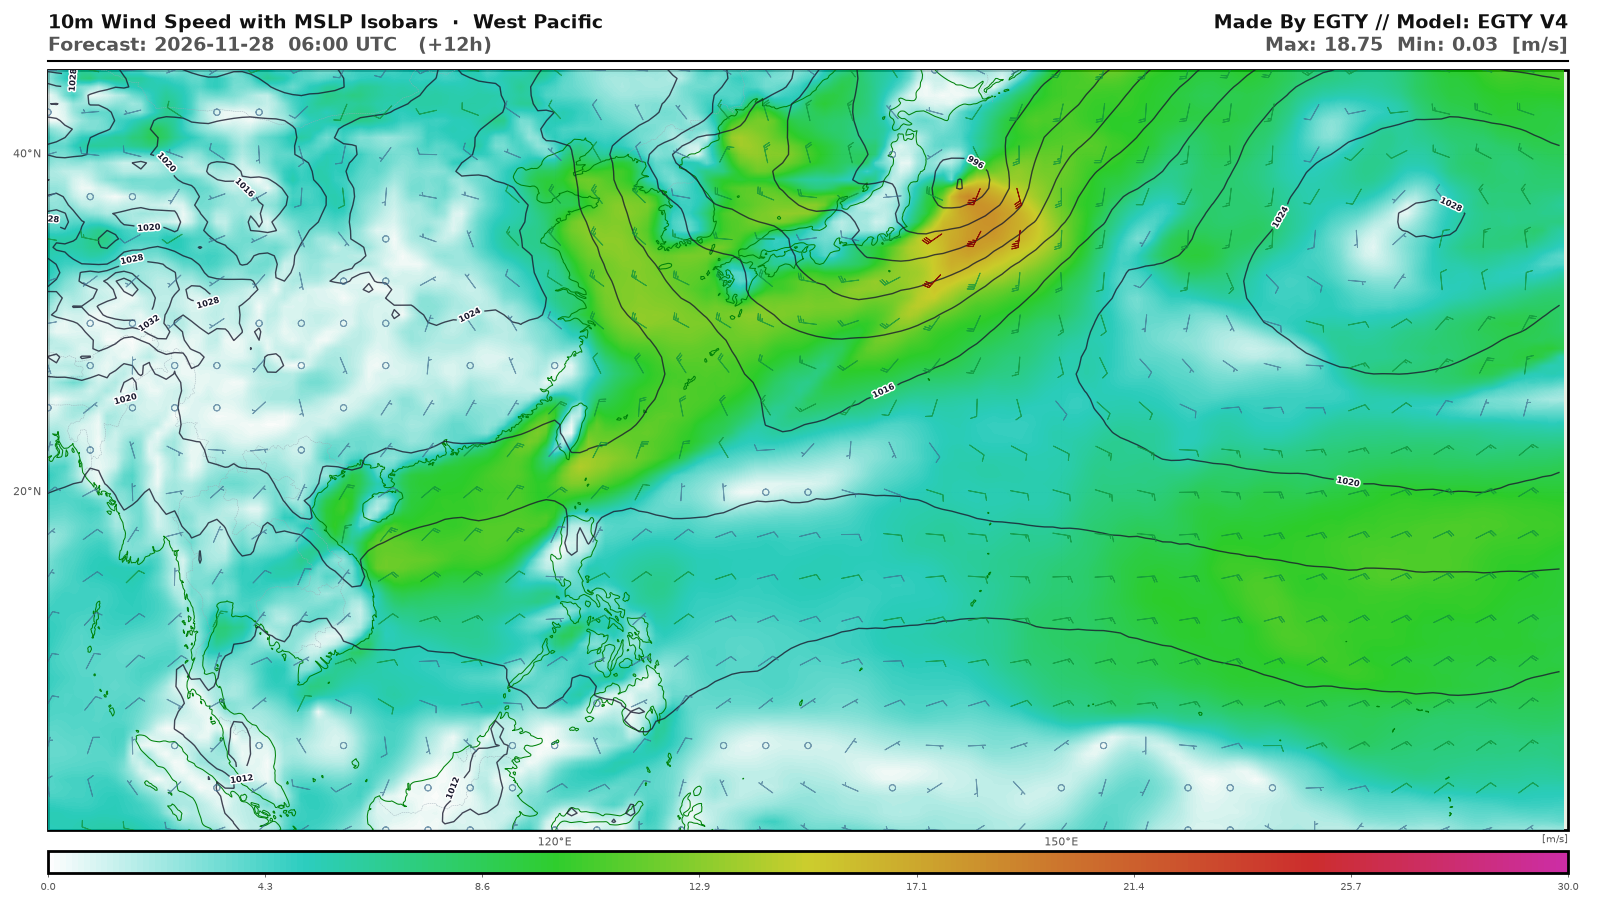 10m Wind Speed with MSLP Isobars · West Pacific
Made By EGTY // Model: EGTY V4
Forecast: 2026-11-28 06:00 UTC (+12h)
Max: 18.75 Min: 0.03 [m/s]
1028
40°N
1020
1016
996
28
1020
1028
1024
1028
1028
1032
1024
1020
1016
20°N
1020
1012
1012
120°E
150°E
[m/s]
0.0
4.3
8.6
12.9
17.1
21.4
25.7
30.0